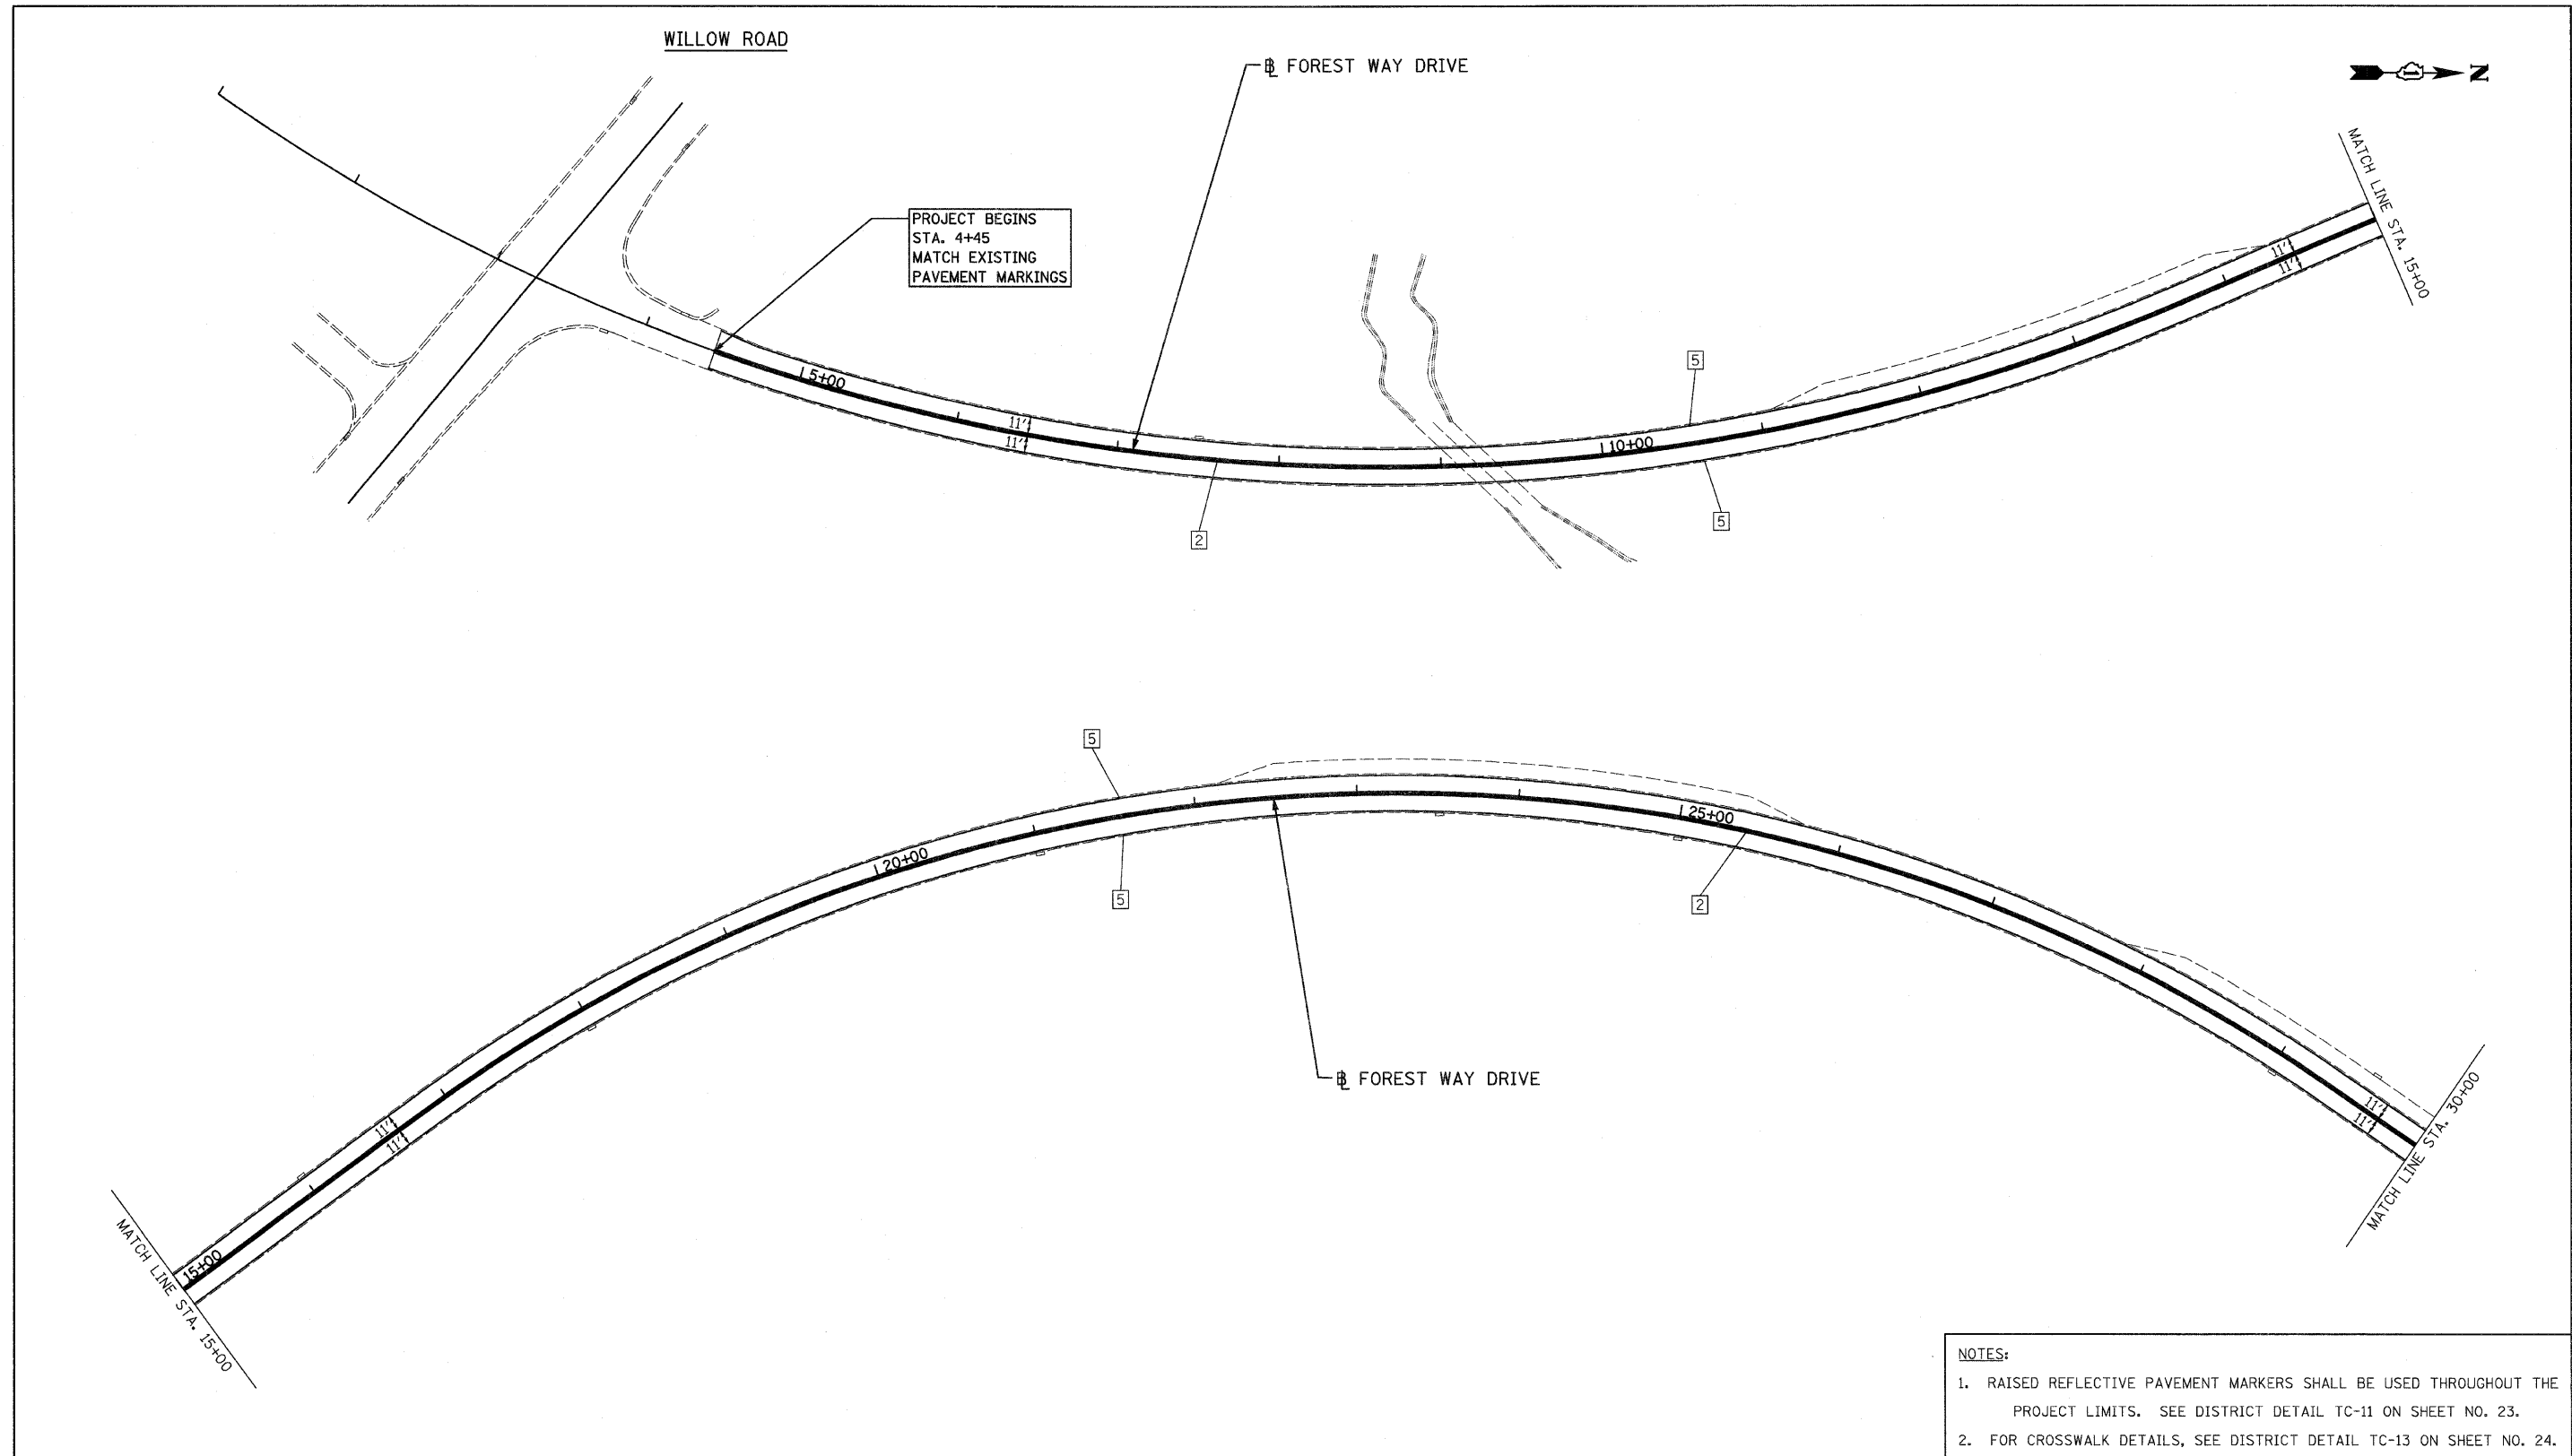 WILLOW ROAD
℄ FOREST WAY DRIVE
N
PROJECT BEGINS
STA. 4+45
MATCH EXISTING
PAVEMENT MARKINGS
MATCH LINE STA. 15+00
11'
11'
5+00
11'
11'
5
10+00
2
5
5
25+00
20+00
5
2
℄ FOREST WAY DRIVE
11'
11'
11'
11'
15+00
MATCH LINE STA. 15+00
MATCH LINE STA. 30+00
NOTES:
1. RAISED REFLECTIVE PAVEMENT MARKERS SHALL BE USED THROUGHOUT THE
PROJECT LIMITS. SEE DISTRICT DETAIL TC-11 ON SHEET NO. 23.
2. FOR CROSSWALK DETAILS, SEE DISTRICT DETAIL TC-13 ON SHEET NO. 24.